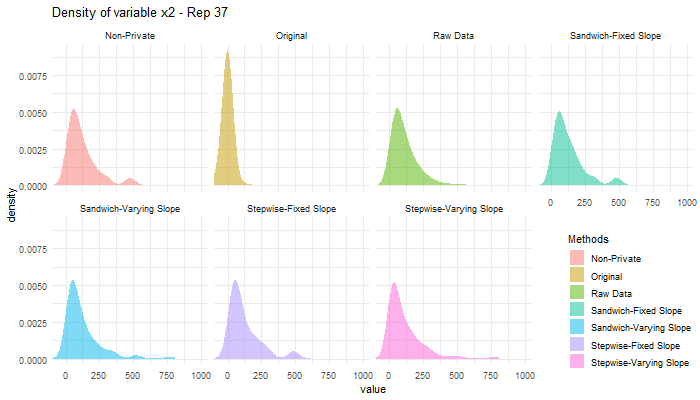 Density of variable x2 - Rep 37
Non-Private
Original
Raw Data
Sandwich-Fixed Slope
0.0075
0.0050
0.0025
0.0000
0 250 500 750 1000
density
Sandwich-Varying Slope
Stepwise-Fixed Slope
Stepwise-Varying Slope
0.0075
0.0050
0.0025
0.0000
0 250 500 750 1000
0 250 500 750 1000
0 250 500 750 1000
value
Methods
Non-Private
Original
Raw Data
Sandwich-Fixed Slope
Sandwich-Varying Slope
Stepwise-Fixed Slope
Stepwise-Varying Slope